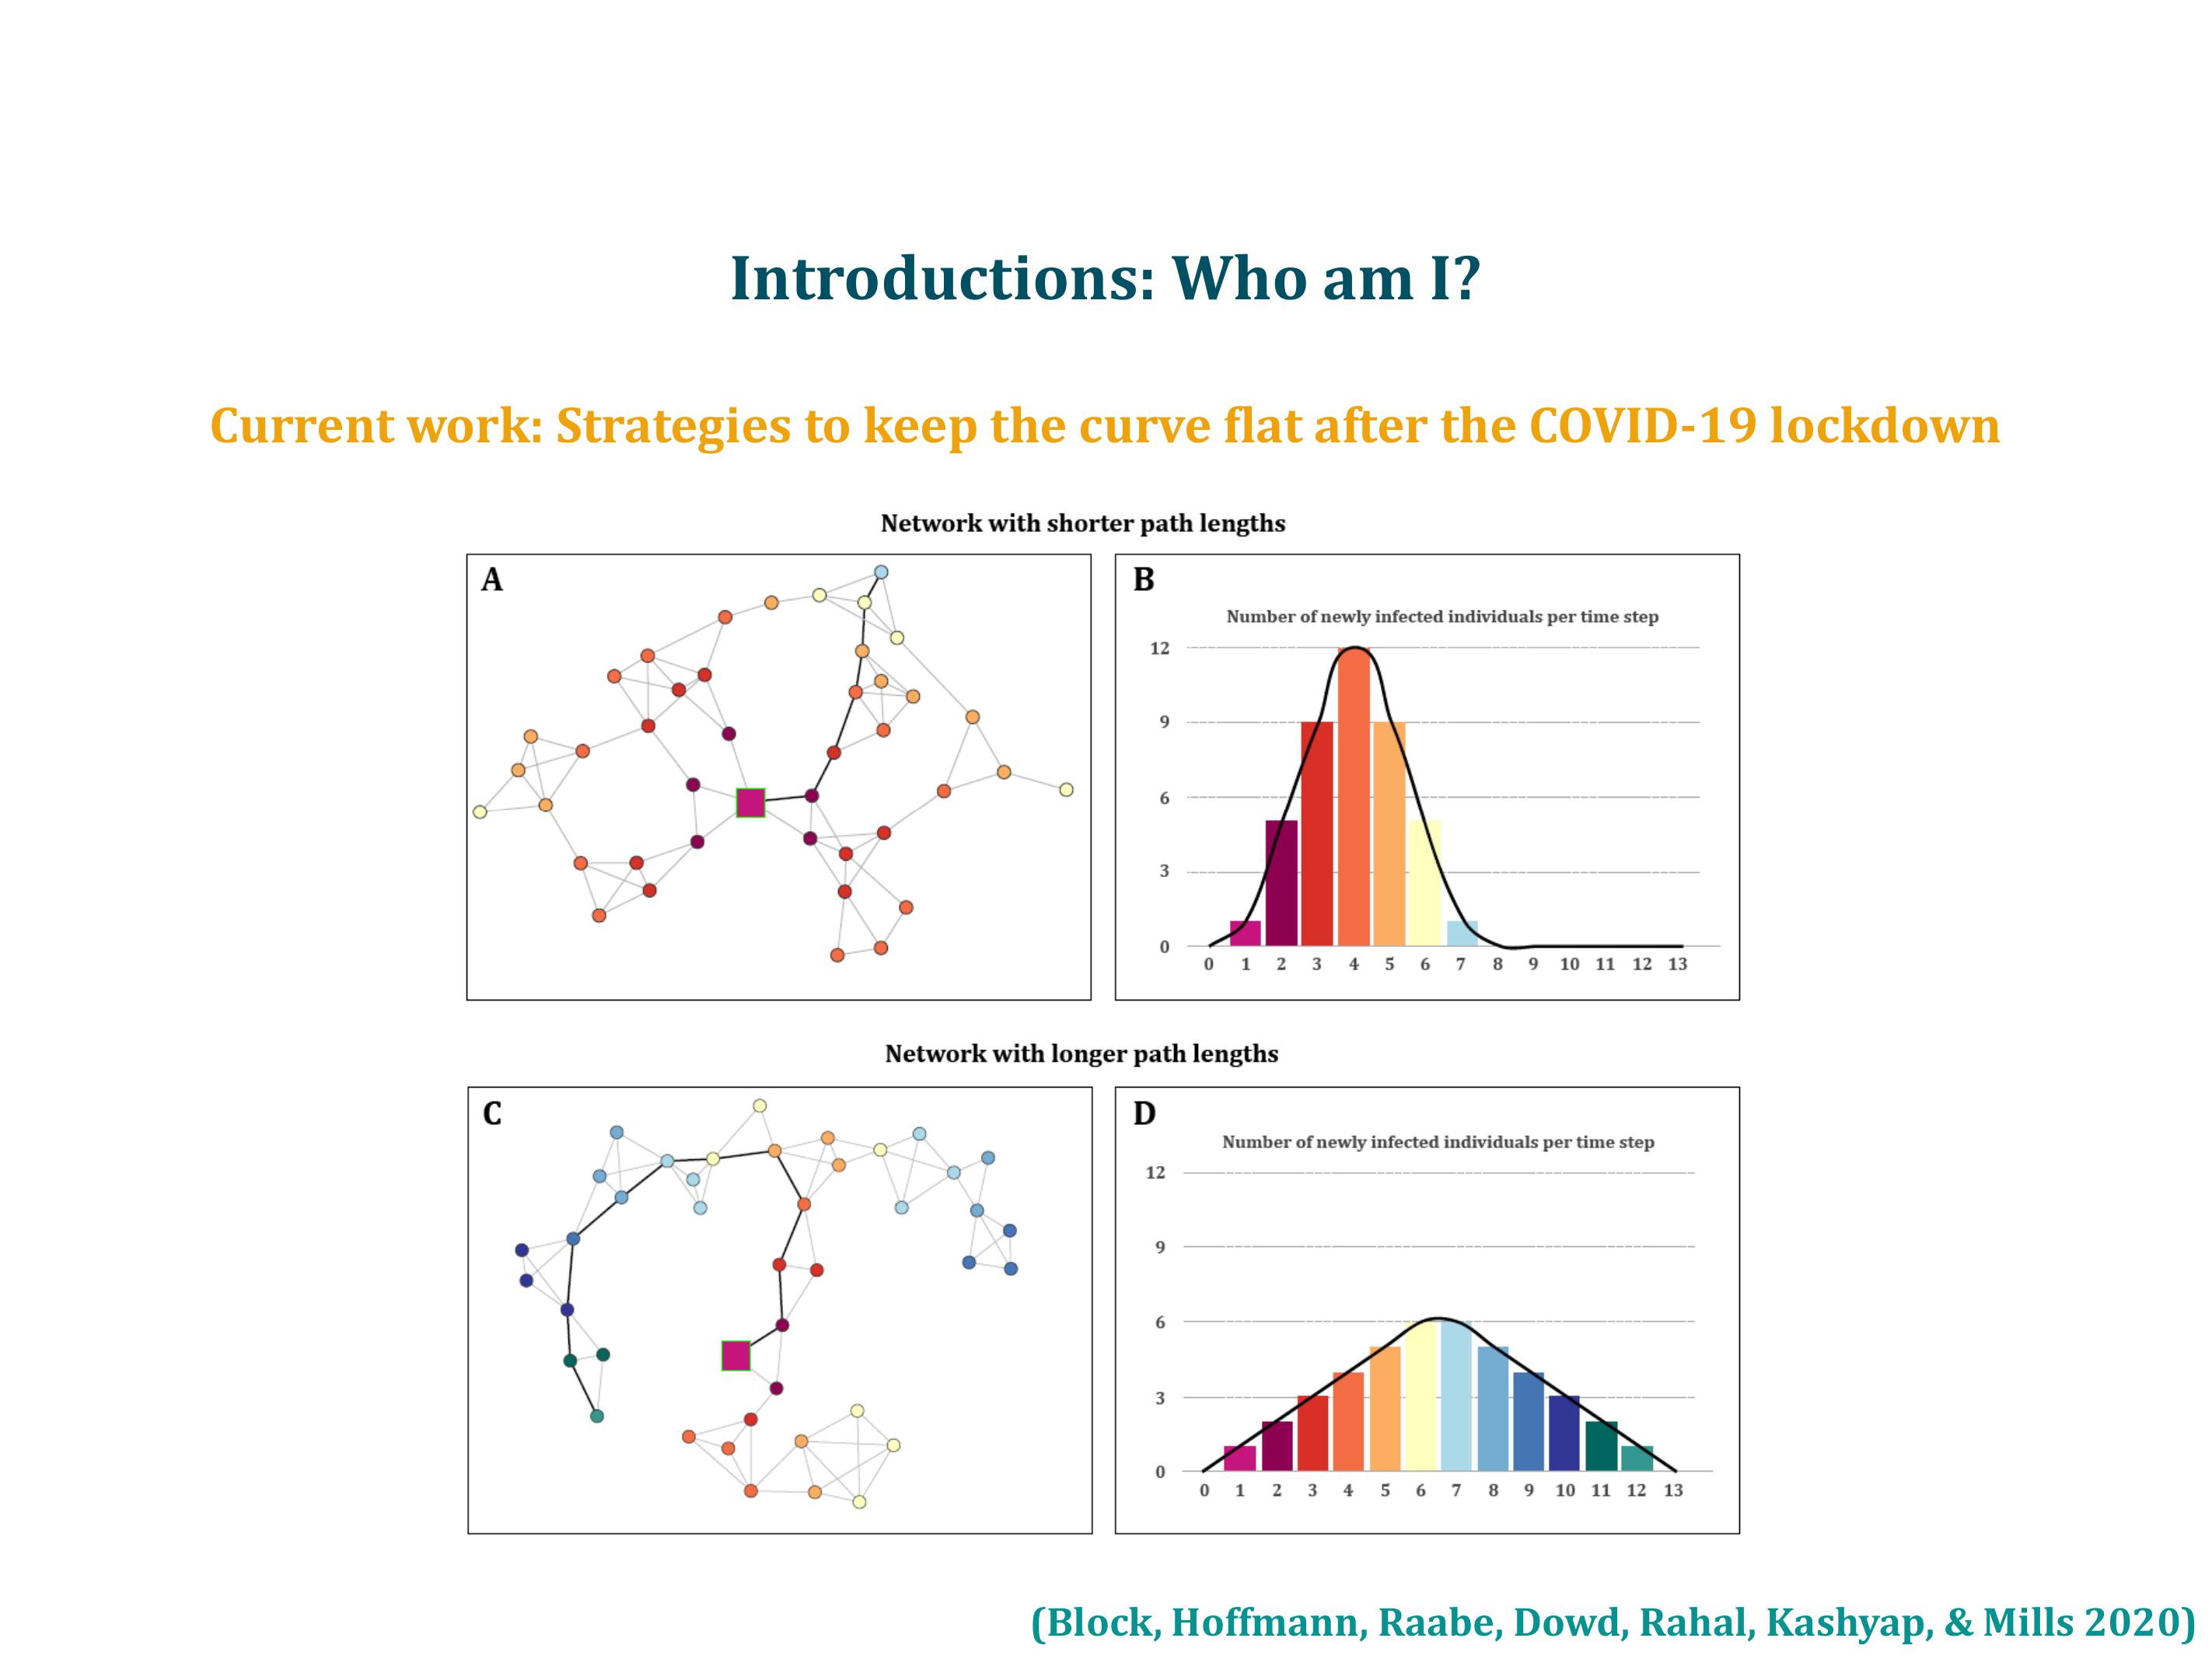 Introductions: Who am I?
Current work: Strategies to keep the curve flat after the COVID-19 lockdown
Network with shorter path lengths
A
B
Number of newly infected individuals per time step
12
9
6
3
0
0 1 2 3 4 5 6 7 8 9 10 11 12 13
Network with longer path lengths
C
D
Number of newly infected individuals per time step
12
9
6
3
0
0 1 2 3 4 5 6 7 8 9 10 11 12 13
(Block, Hoffmann, Raabe, Dowd, Rahal, Kashyap, & Mills 2020)